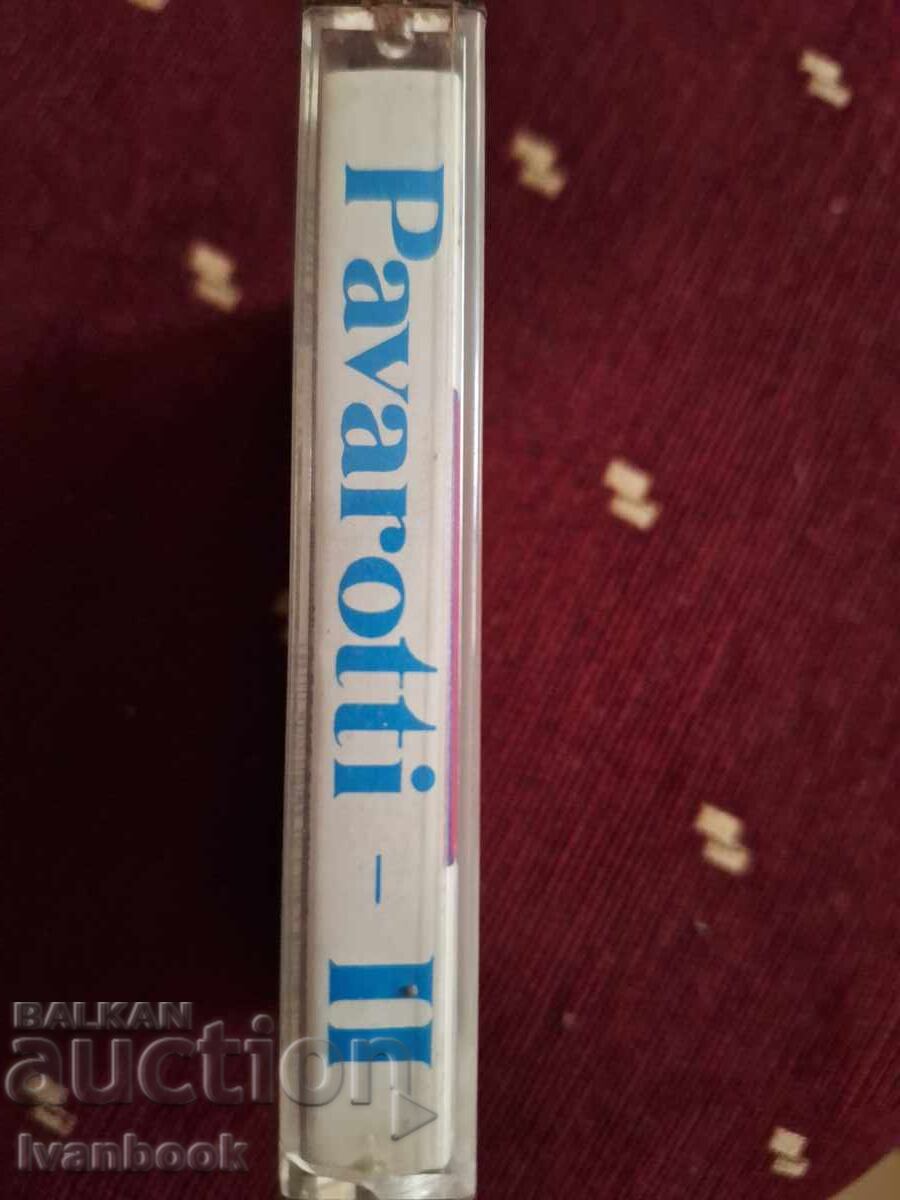 Pavarotti - II
BALKAN
auction
Ivanbook